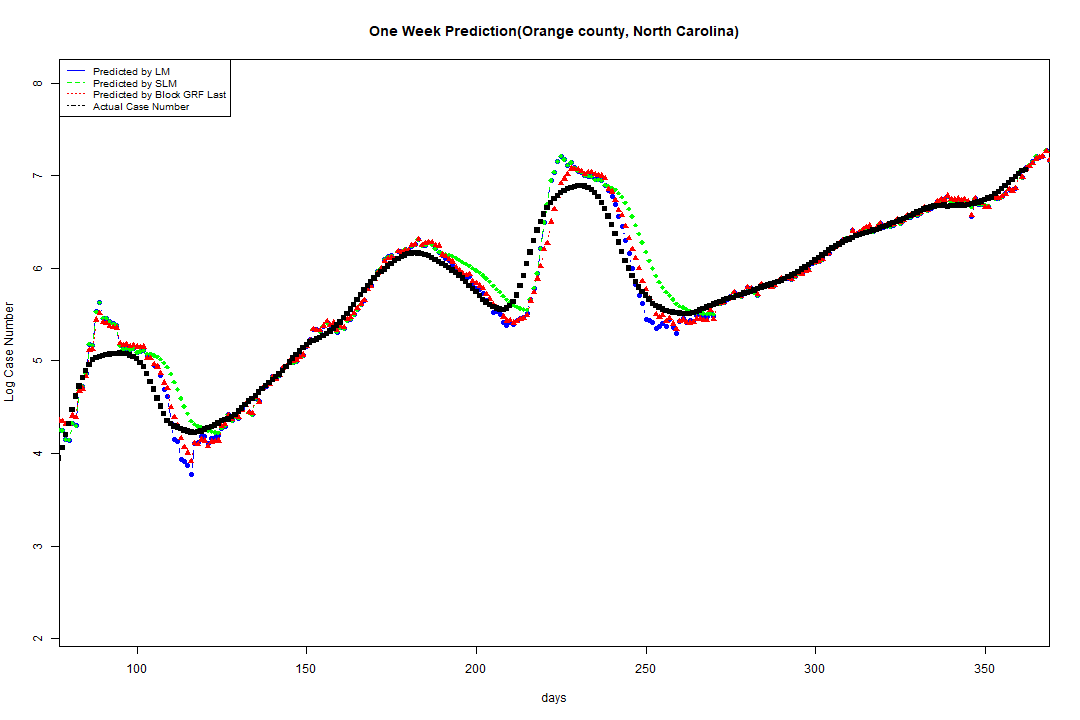 One Week Prediction(Orange county, North Carolina)
Predicted by LM
Predicted by SLM
Predicted by Block GRF Last
Actual Case Number
8
7
6
5
4
3
2
Log Case Number
100 150 200 250 300 350
days